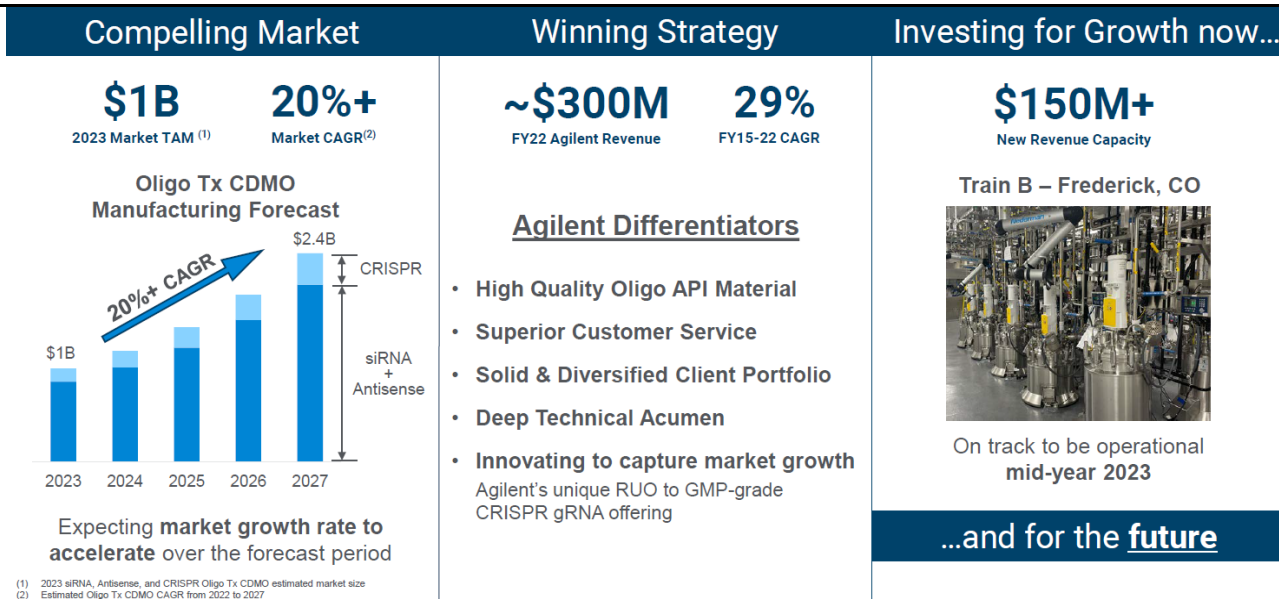 Compelling Market
$1B
2023 Market TAM (1)
20%+
Market CAGR(2)
Oligo Tx CDMO
Manufacturing Forecast
$2.4B
CRISPR
20%+ CAGR
$1B
siRNA
+
Antisense
2023 2024 2025 2026 2027
Expecting market growth rate to
accelerate over the forecast period
(1) 2023 siRNA, Antisense, and CRISPR Oligo Tx CDMO estimated market size
(2) Estimated Oligo Tx CDMO CAGR from 2022 to 2027
Winning Strategy
~$300M
FY22 Agilent Revenue
29%
FY15-22 CAGR
Agilent Differentiators
• High Quality Oligo API Material
• Superior Customer Service
• Solid & Diversified Client Portfolio
• Deep Technical Acumen
• Innovating to capture market growth
Agilent's unique RUO to GMP-grade
CRISPR gRNA offering
Investing for Growth now...
$150M+
New Revenue Capacity
Train B – Frederick, CO
On track to be operational
mid-year 2023
...and for the future